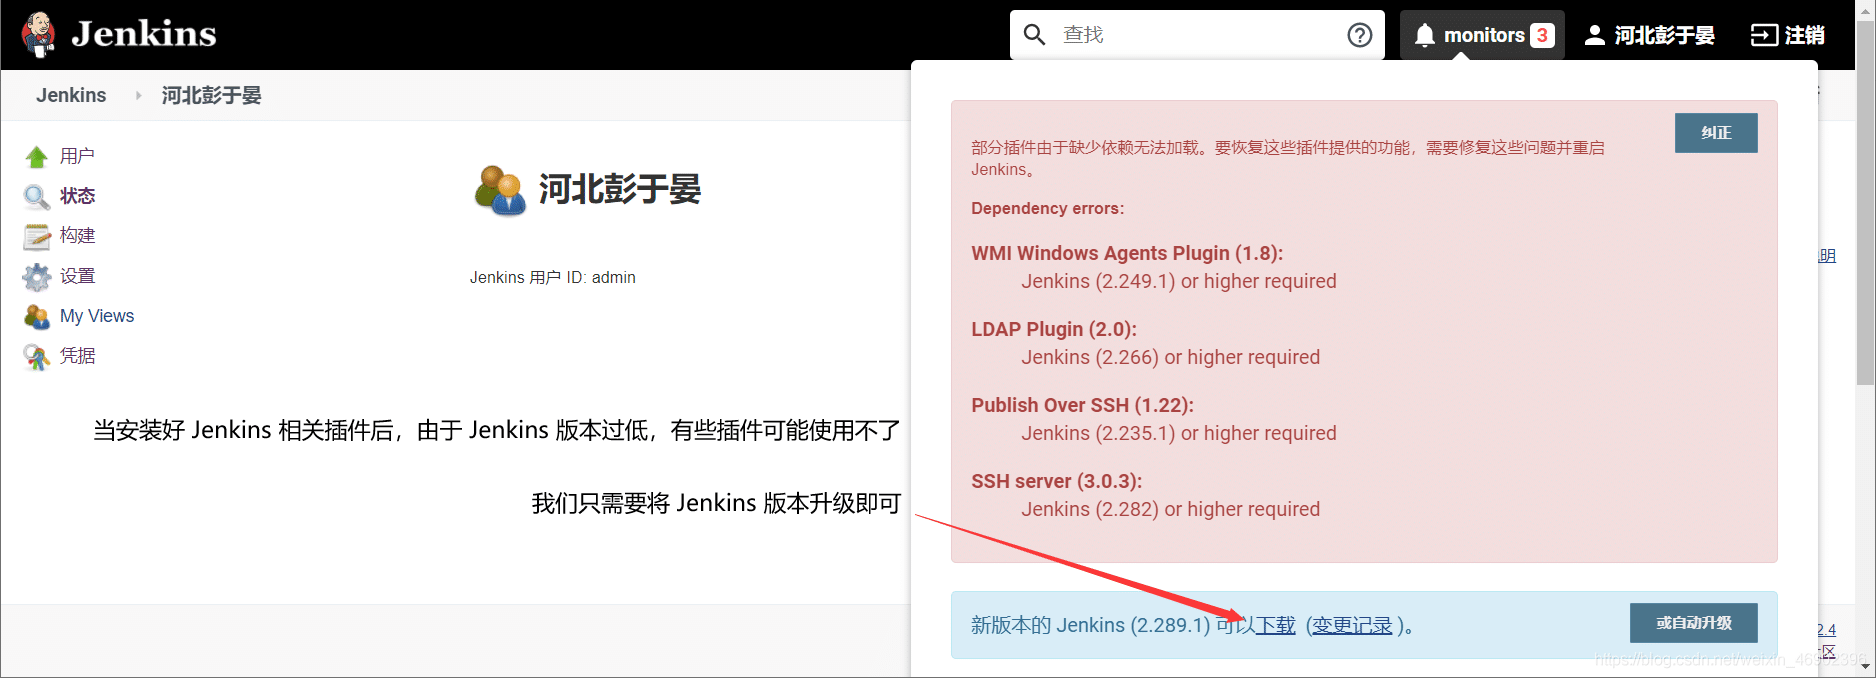 Jenkins
查找
monitors 3
河北彭于晏
注销
Jenkins
河北彭于晏
用户
状态
构建
设置
My Views
凭据
河北彭于晏
Jenkins 用户 ID: admin
当安装好 Jenkins 相关插件后，由于 Jenkins 版本过低，有些插件可能使用不了
我们只需要将 Jenkins 版本升级即可
纠正
部分插件由于缺少依赖无法加载。要恢复这些插件提供的功能，需要修复这些问题并重启
Jenkins。
Dependency errors:
WMI Windows Agents Plugin (1.8):
Jenkins (2.249.1) or higher required
LDAP Plugin (2.0):
Jenkins (2.266) or higher required
Publish Over SSH (1.22):
Jenkins (2.235.1) or higher required
SSH server (3.0.3):
Jenkins (2.282) or higher required
新版本的 Jenkins (2.289.1) 可以下载 (变更记录 )。
或自动升级
明
2.4
区